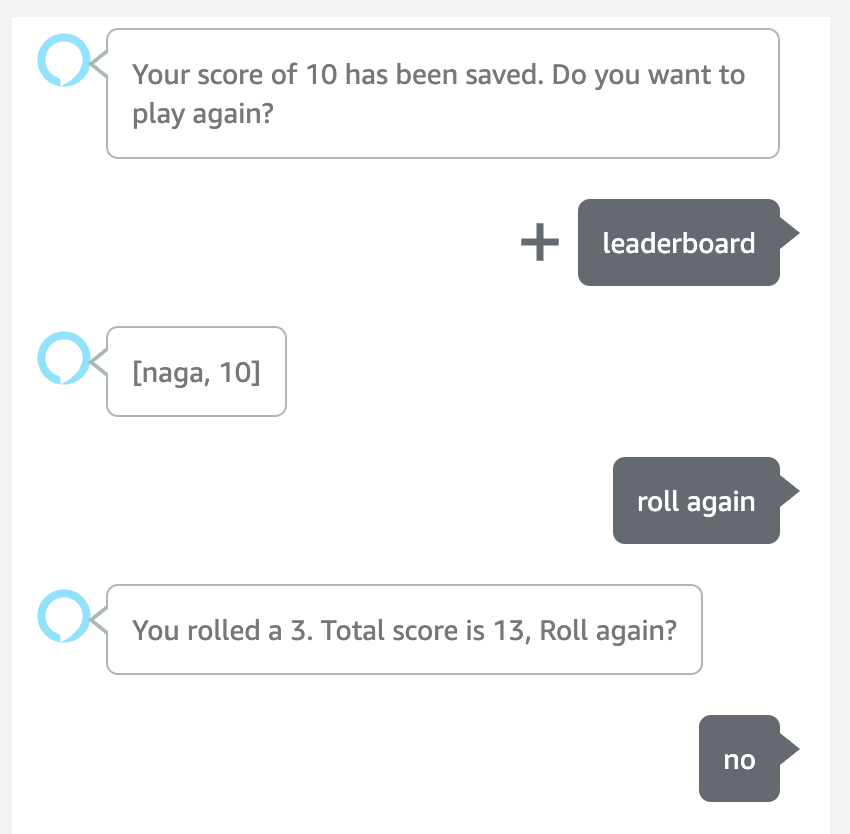 Your score of 10 has been saved. Do you want to
play again?
leaderboard
[naga, 10]
roll again
You rolled a 3. Total score is 13, Roll again?
no